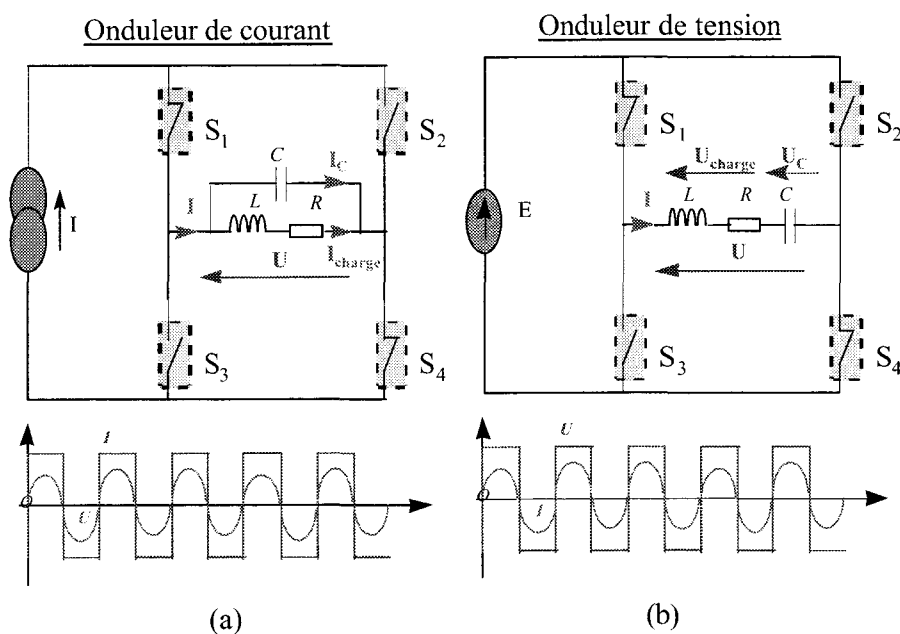 Onduleur de courant
S1
S2
C
IC
I
L
R
I
Icharge
U
S3
S4
I
U
O
(a)
Onduleur de tension
S1
S2
Ucharge
UC
I
L
R
C
E
U
S3
S4
U
I
O
(b)